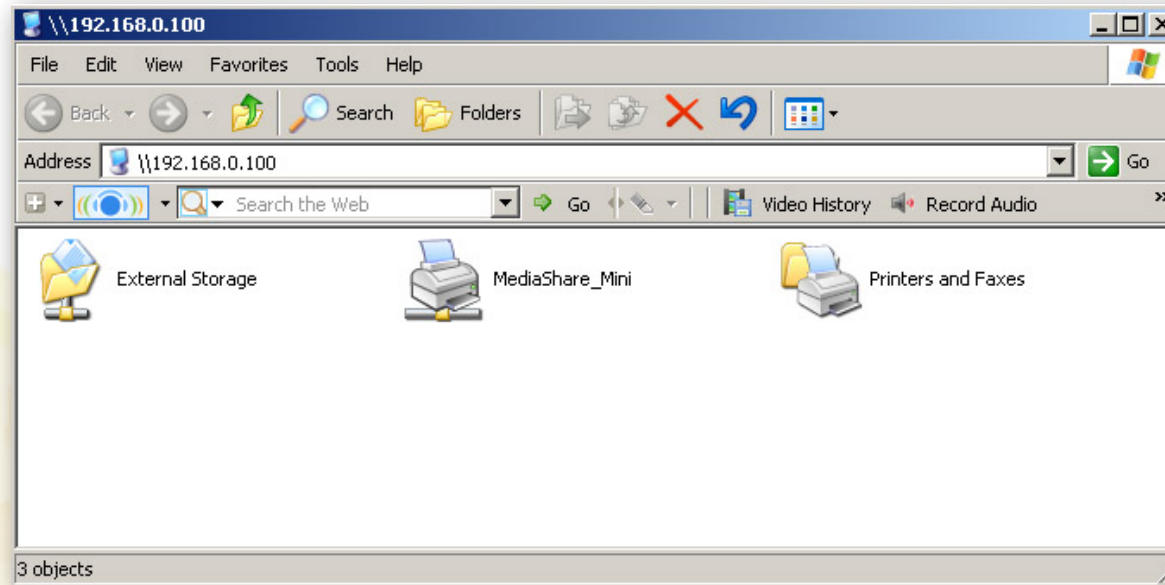 \\192.168.0.100
File Edit View Favorites Tools Help
Back Search Folders
Address \\192.168.0.100 Go
Search the Web Go Video History Record Audio »
External Storage MediaShare_Mini Printers and Faxes
3 objects